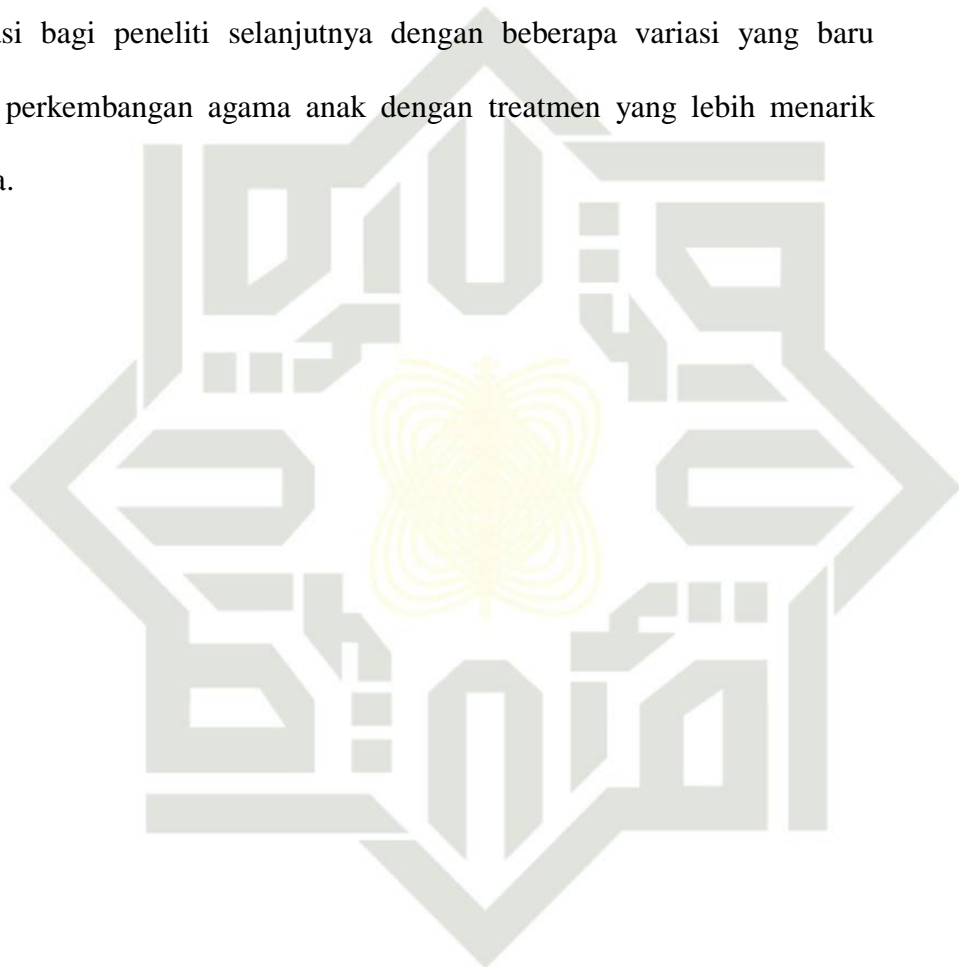 si bagi peneliti selanjutnya dengan beberapa variasi yang baru
perkembangan agama anak dengan treatmen yang lebih menarik
a.